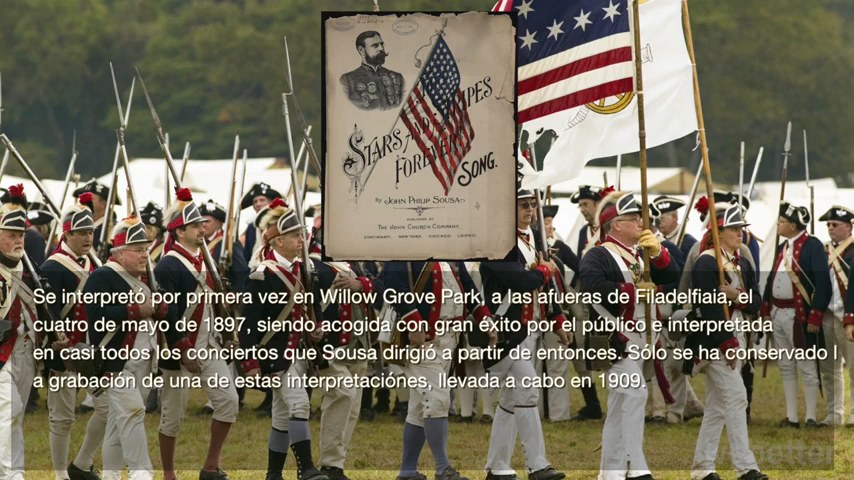 STARS AND STRIPES
FOREVER
SONG.
BY JOHN PHILIP SOUSA
PUBLISHED BY
THE JOHN CHURCH COMPANY
CINCINNATI. NEW YORK. CHICAGO. LEIPSIC.
Se interpretó por primera vez en Willow Grove Park, a las afueras de Filadelfiaia, el
cuatro de mayo de 1897, siendo acogida con gran éxito por el público e interpretada
en casi todos los conciertos que Sousa dirigió a partir de entonces. Sólo se ha conservado l
a grabación de una de estas interpretaciónes, llevada a cabo en 1909.